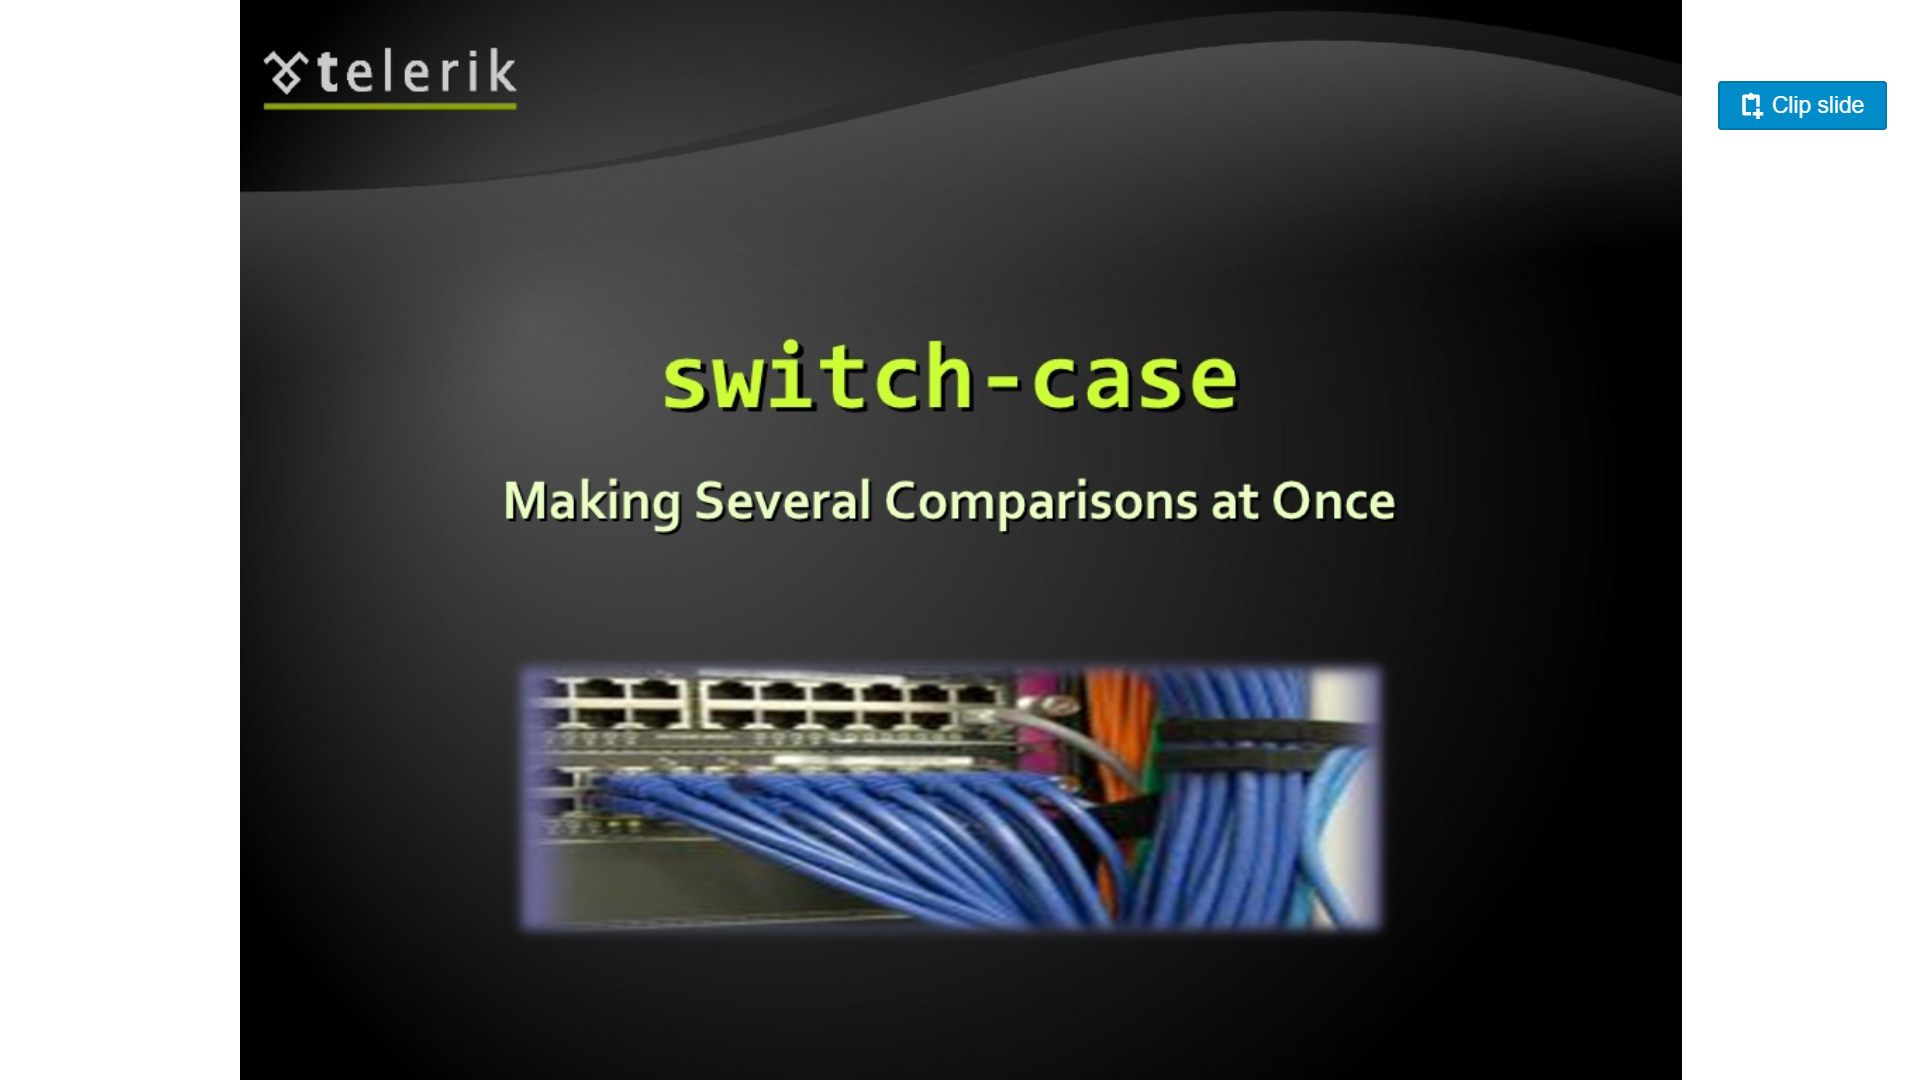 telerik
Clip slide
switch-case
Making Several Comparisons at Once